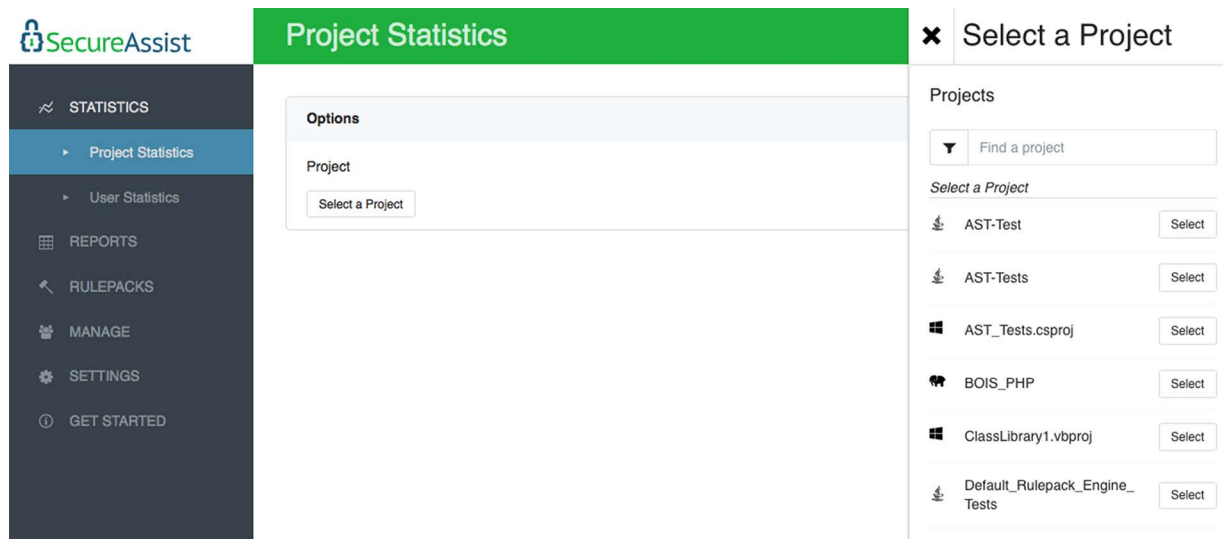 SecureAssist
STATISTICS
Project Statistics
User Statistics
REPORTS
RULEPACKS
MANAGE
SETTINGS
GET STARTED
Project Statistics
Options
Project
Select a Project
Select a Project
Projects
Find a project
Select a Project
AST-Test Select
AST-Tests Select
AST_Tests.csproj Select
BOIS_PHP Select
ClassLibrary1.vbproj Select
Default_Rulepack_Engine_
Tests Select